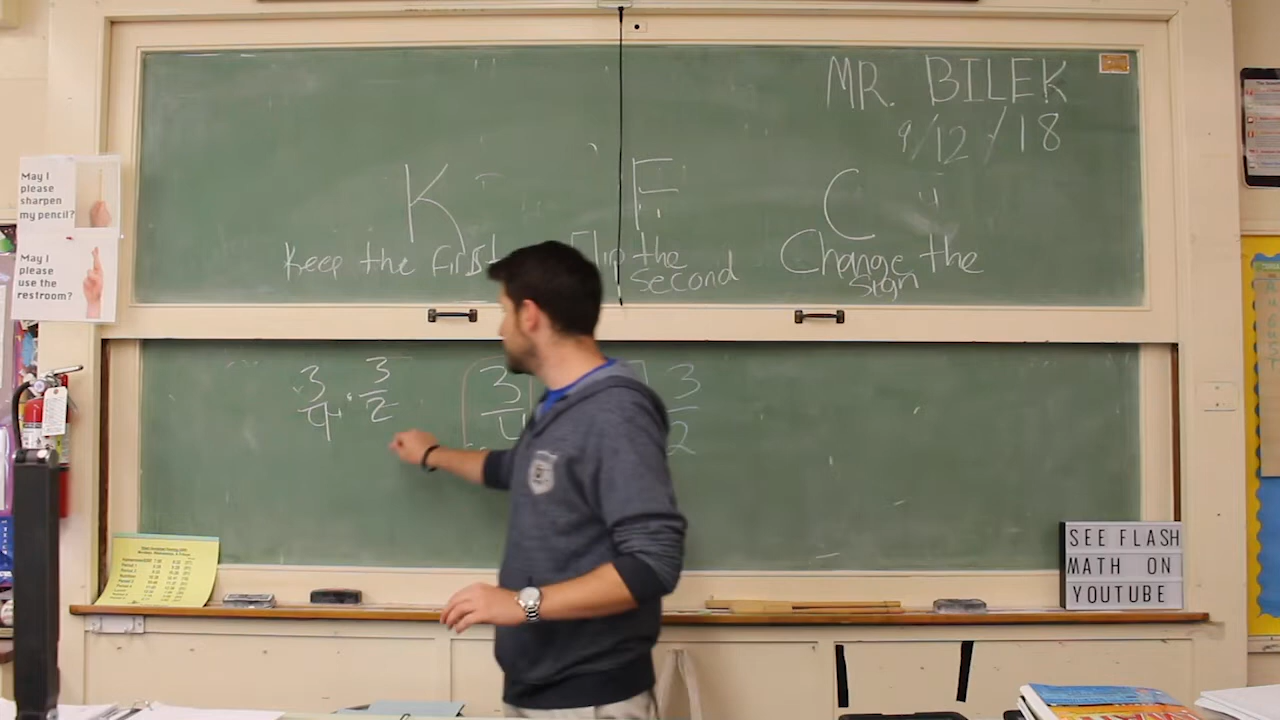 MR. BILEK
9/12/18
K F C
Keep the first Flip the second Change the sign
3/4 3/2 3/4 3/2
May I
please
sharpen
my pencil?
May I
please
use the
restroom?
SEE FLASH
MATH ON
YOUTUBE